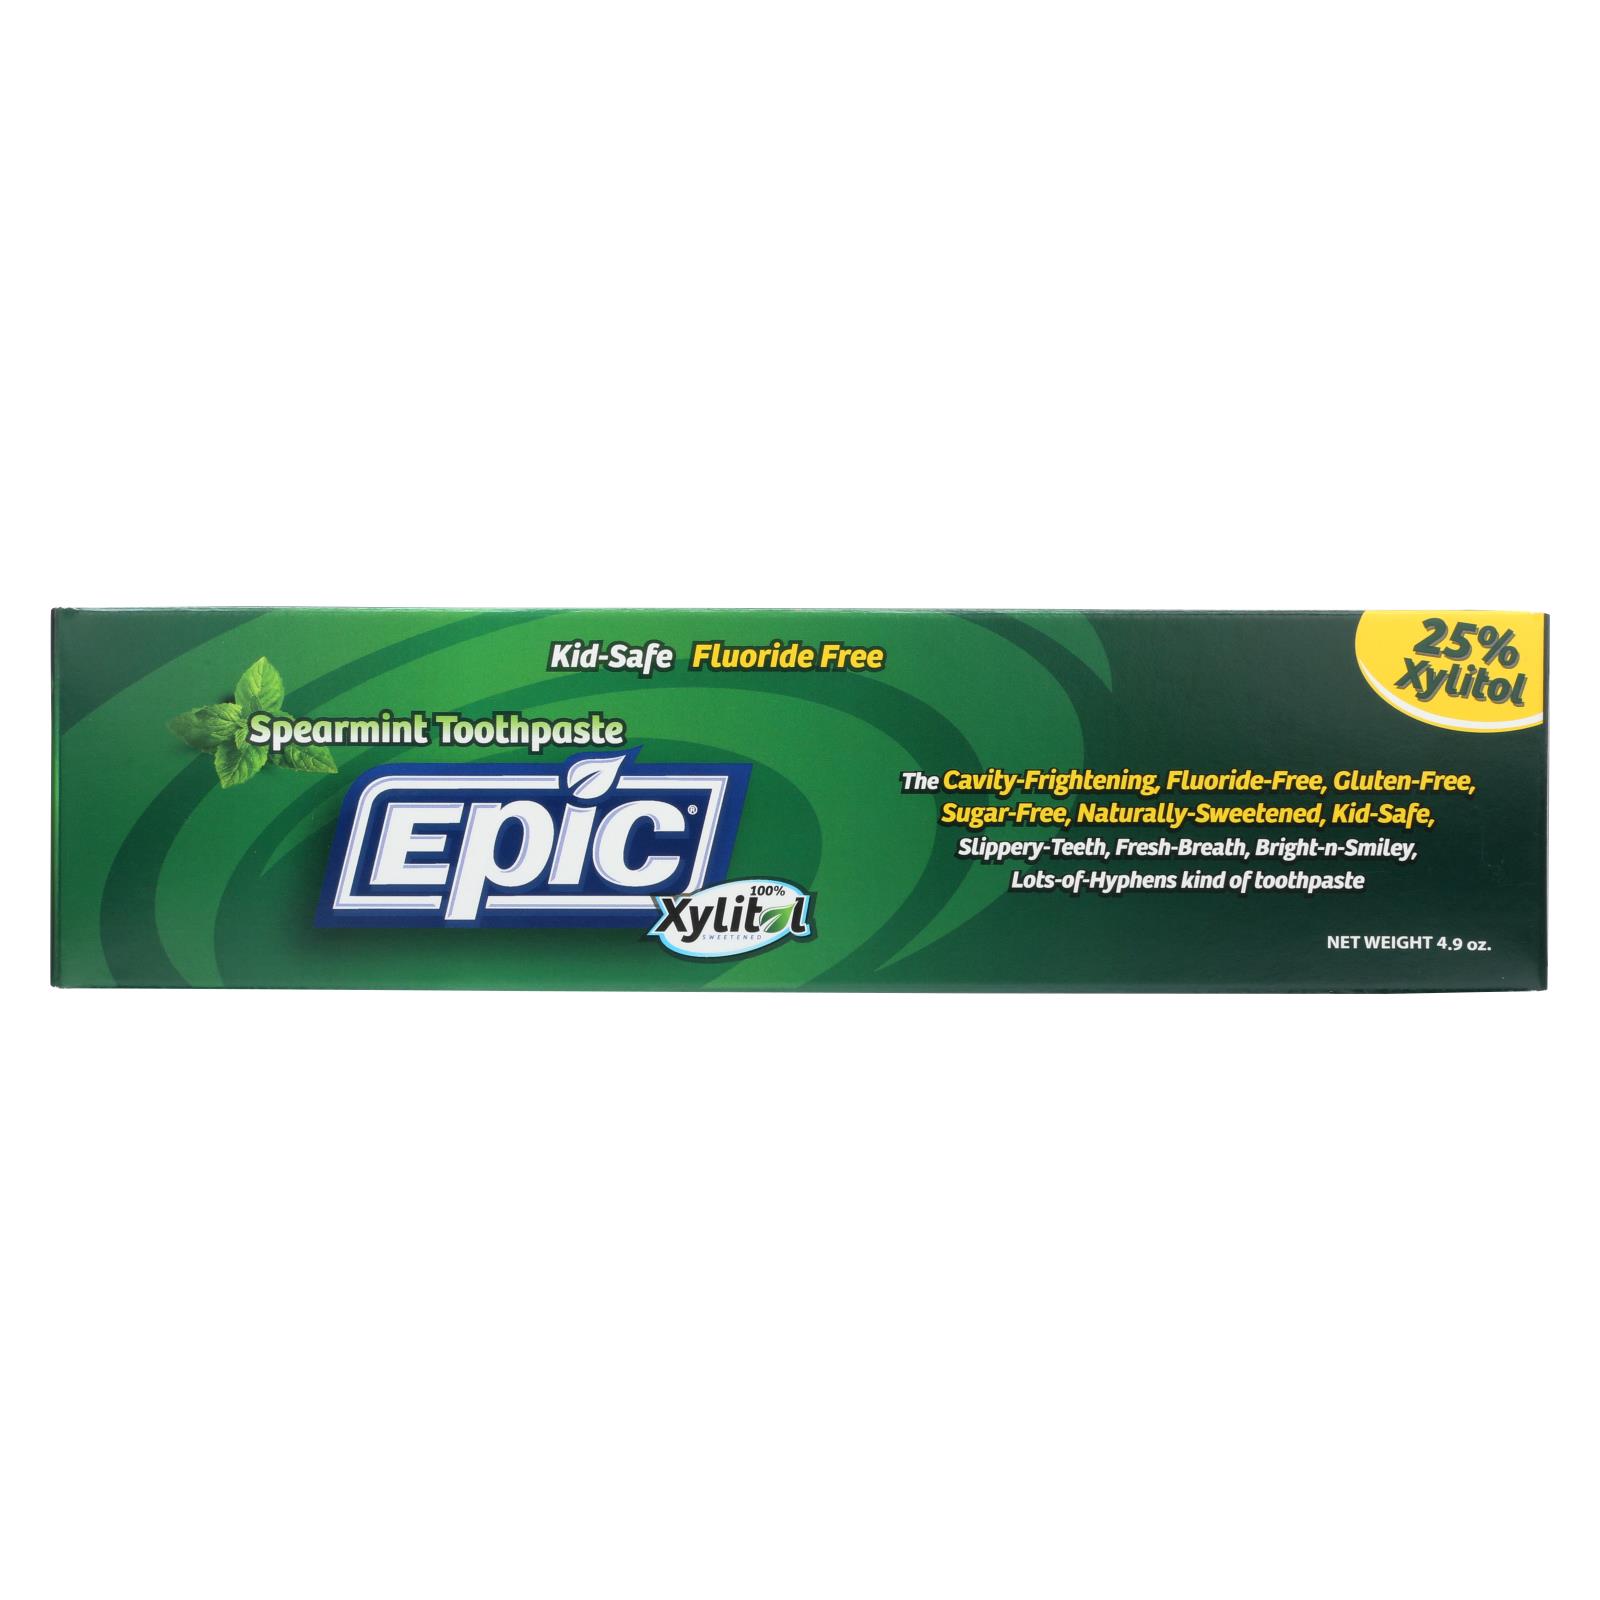 Kid-Safe Fluoride Free
25%
Xylitol
Spearmint Toothpaste
Epic®
100%
Xylitol
SWEETENED
The Cavity-Frightening, Fluoride-Free, Gluten-Free,
Sugar-Free, Naturally-Sweetened, Kid-Safe,
Slippery-Teeth, Fresh-Breath, Bright-n-Smiley,
Lots-of-Hyphens kind of toothpaste
NET WEIGHT 4.9 oz.